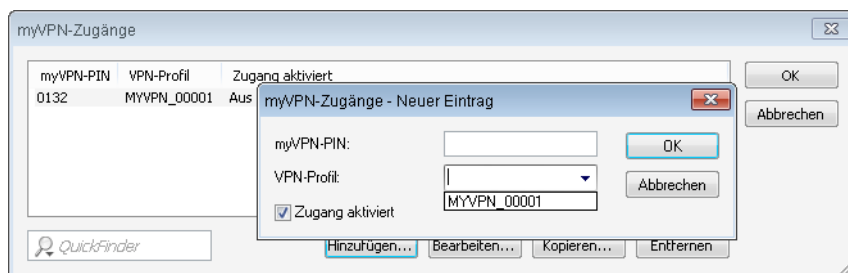 myVPN-Zugänge
myVPN-PIN VPN-Profil Zugang aktiviert
0132 MYVPN_00001 Aus
OK
Abbrechen
myVPN-Zugänge - Neuer Eintrag
myVPN-PIN:
OK
VPN-Profil:
Abbrechen
MYVPN_00001
Zugang aktiviert
QuickFinder
Hinzufügen... Bearbeiten... Kopieren... Entfernen